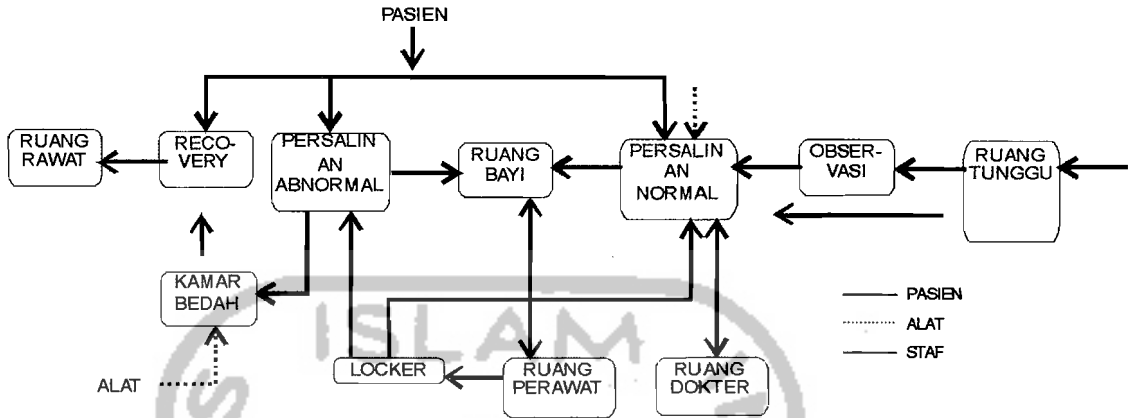 PASIEN
RUANG
RAWAT
RECO-
VERY
PERSALIN
AN
ABNORMAL
RUANG
BAYI
PERSALIN
AN
NORMAL
OBSER-
VASI
RUANG
TUNGGU
KAMAR
BEDAH
ALAT
LOCKER
RUANG
PERAWAT
RUANG
DOKTER
PASIEN
ALAT
STAF
ISLAM